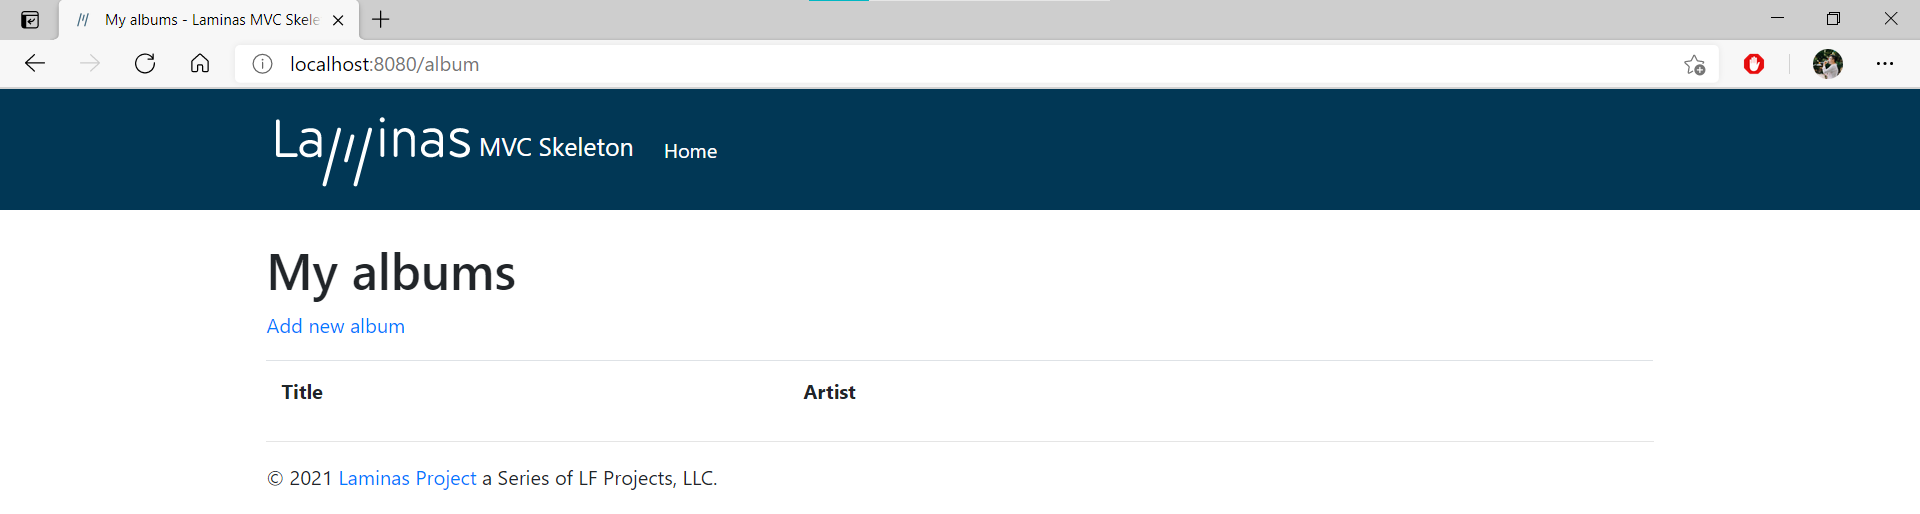 My albums - Laminas MVC Skele
localhost:8080/album
Laminas MVC Skeleton Home
My albums
Add new album
Title Artist
© 2021 Laminas Project a Series of LF Projects, LLC.